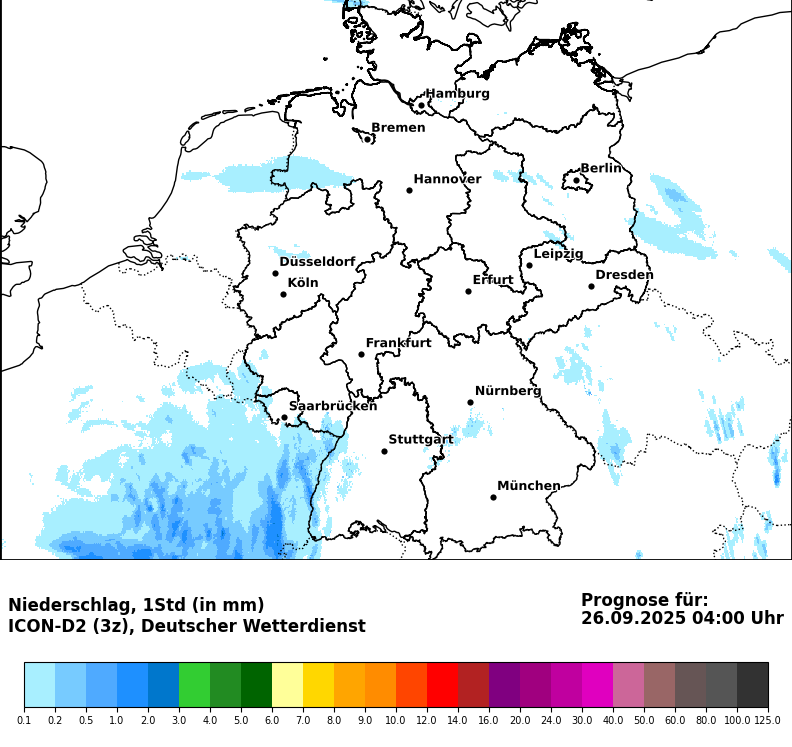 Hamburg
Bremen
Hannover
Berlin
Düsseldorf
Köln
Leipzig
Erfurt
Dresden
Frankfurt
Saarbrücken
Nürnberg
Stuttgart
München
Niederschlag, 1Std (in mm)
ICON-D2 (3z), Deutscher Wetterdienst
Prognose für:
26.09.2025 04:00 Uhr
0.1 0.2 0.5 1.0 2.0 3.0 4.0 5.0 6.0 7.0 8.0 9.0 10.0 12.0 14.0 16.0 20.0 24.0 30.0 40.0 50.0 60.0 80.0 100.0 125.0